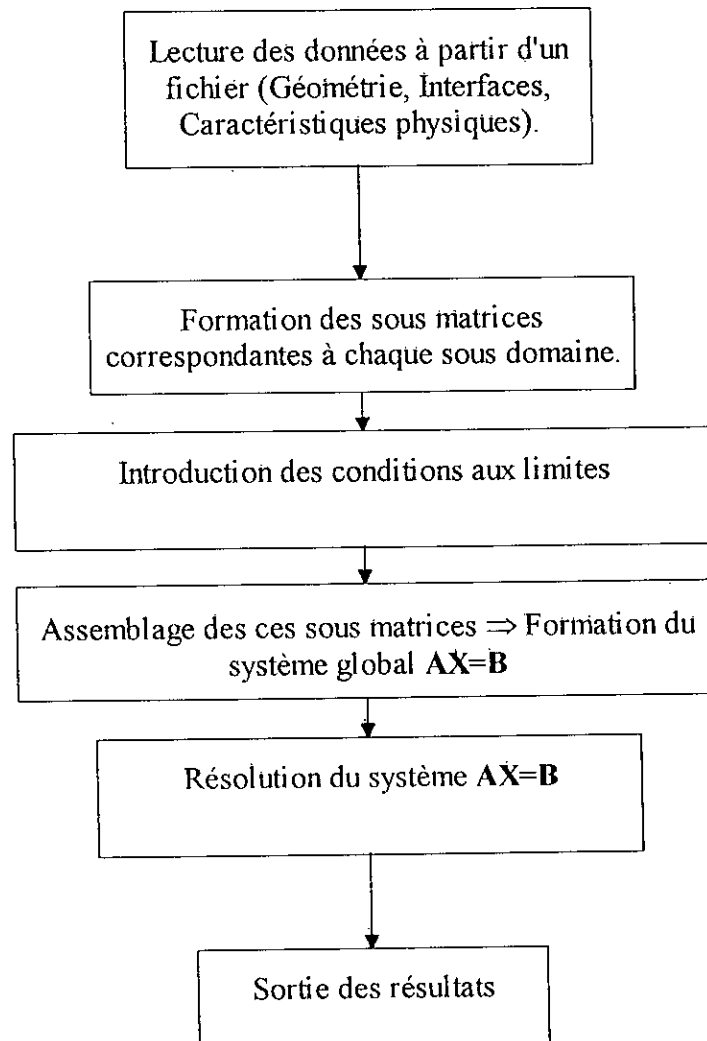 Lecture des données à partir d'un
fichier (Géométrie, Interfaces,
Caractéristiques physiques).
Formation des sous matrices
correspondantes à chaque sous domaine.
Introduction des conditions aux limites
Assemblage des ces sous matrices ⇒ Formation du
système global AX=B
Résolution du système AX=B
Sortie des résultats